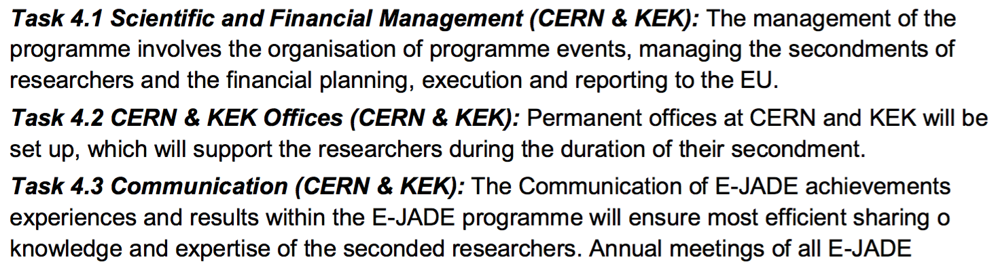 Task 4.1 Scientific and Financial Management (CERN & KEK): The management of the
programme involves the organisation of programme events, managing the secondments of
researchers and the financial planning, execution and reporting to the EU.
Task 4.2 CERN & KEK Offices (CERN & KEK): Permanent offices at CERN and KEK will be
set up, which will support the researchers during the duration of their secondment.
Task 4.3 Communication (CERN & KEK): The Communication of E-JADE achievements
experiences and results within the E-JADE programme will ensure most efficient sharing o
knowledge and expertise of the seconded researchers. Annual meetings of all E-JADE